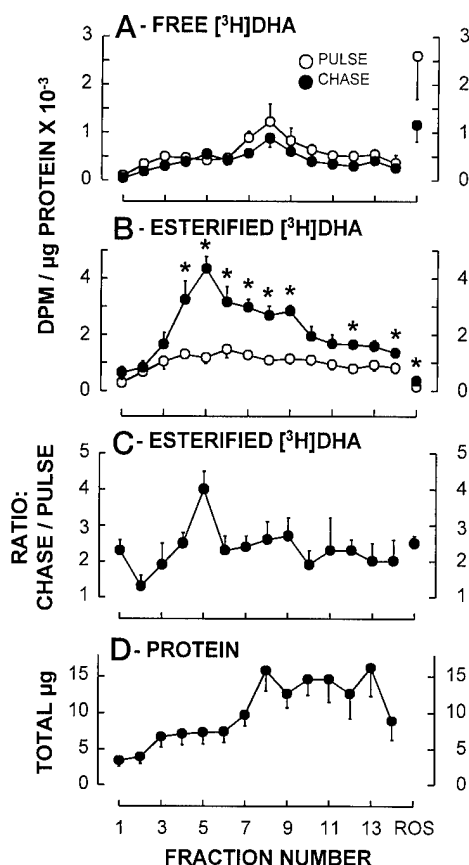 A - FREE [³H]DHA
3
2
1
0
PULSE
CHASE
3
2
1
0
DPM / µg PROTEIN X 10⁻³
B - ESTERIFIED [³H]DHA
4
2
0
* * * * * * * * *
4
2
0
C - ESTERIFIED [³H]DHA
RATIO:
CHASE / PULSE
5
4
3
2
1
5
4
3
2
1
D - PROTEIN
TOTAL µg
15
10
5
0
15
10
5
0
1 3 5 7 9 11 13 ROS
FRACTION NUMBER